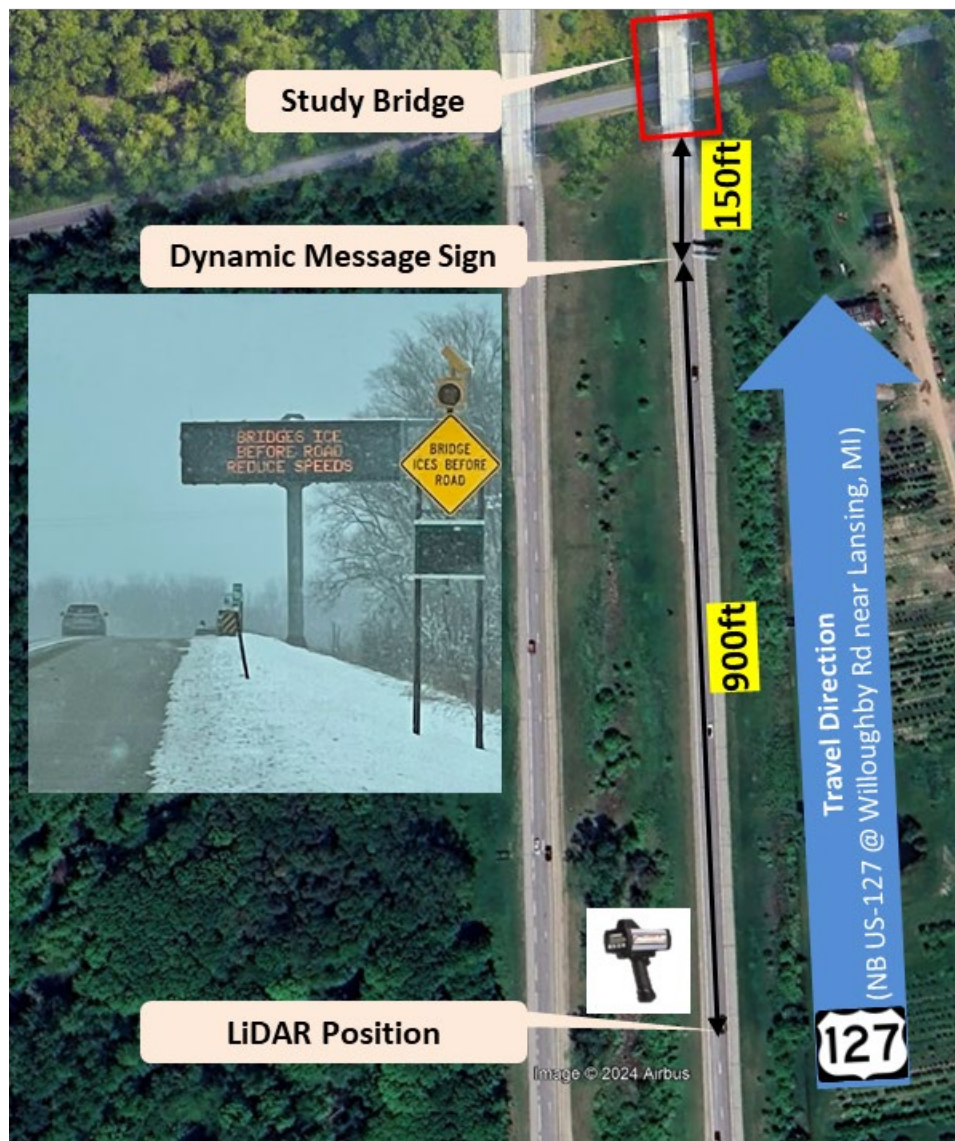 Study Bridge
150ft
Dynamic Message Sign
BRIDGES ICE
BEFORE ROAD
REDUCE SPEEDS
BRIDGE
ICES BEFORE
ROAD
900ft
Travel Direction
(NB US-127 @ Willoughby Rd near Lansing, MI)
LiDAR Position
127
Image © 2024 Airbus